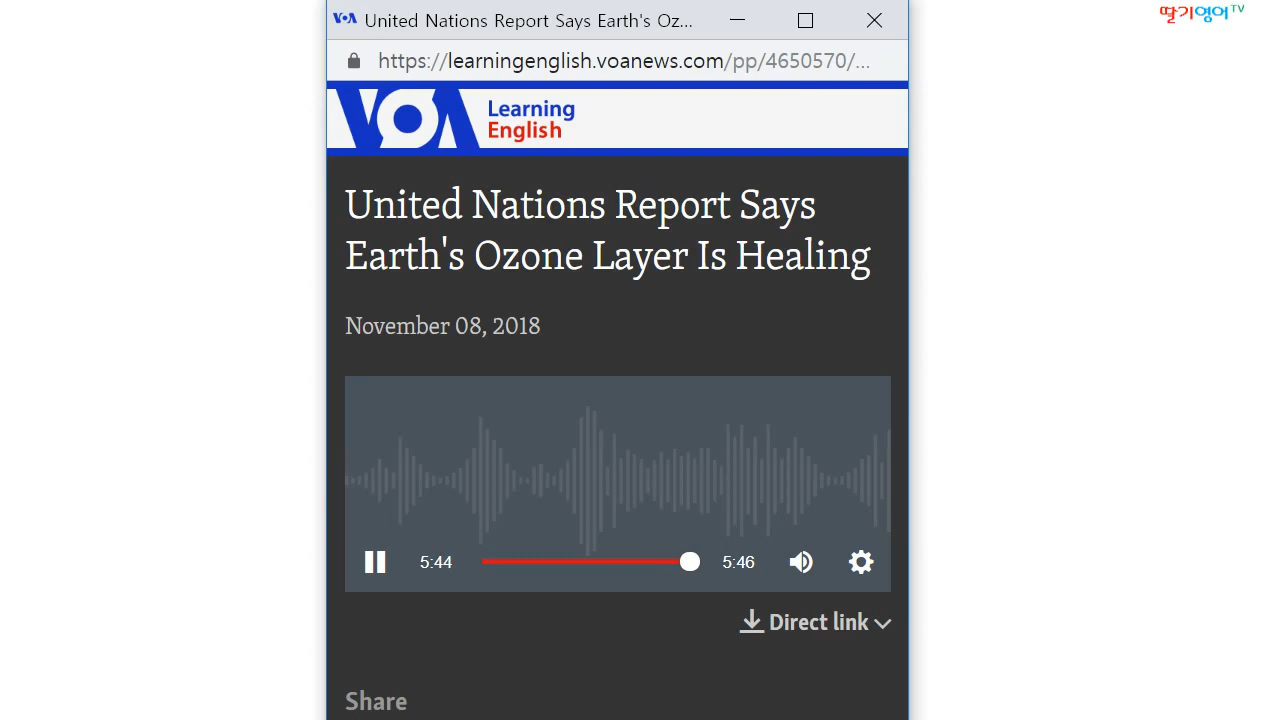 VOA United Nations Report Says Earth's Oz...
딸기영어TV
https://learningenglish.voanews.com/pp/4650570/...
VOA Learning
English
United Nations Report Says
Earth's Ozone Layer Is Healing
November 08, 2018
5:44 5:46
Direct link
Share